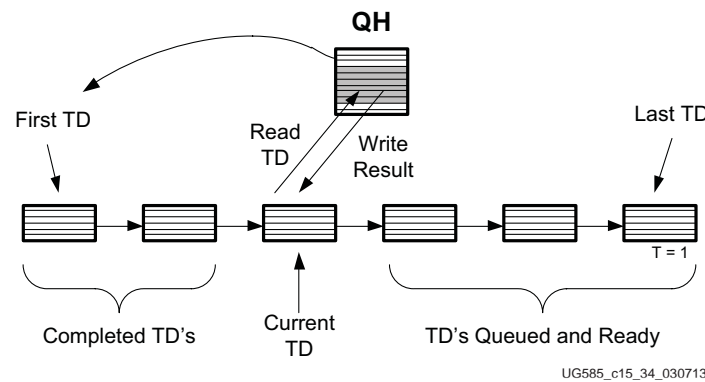 QH
First TD
Read
TD
Write
Result
Last TD
T = 1
Completed TD's
Current
TD
TD's Queued and Ready
UG585_c15_34_030713